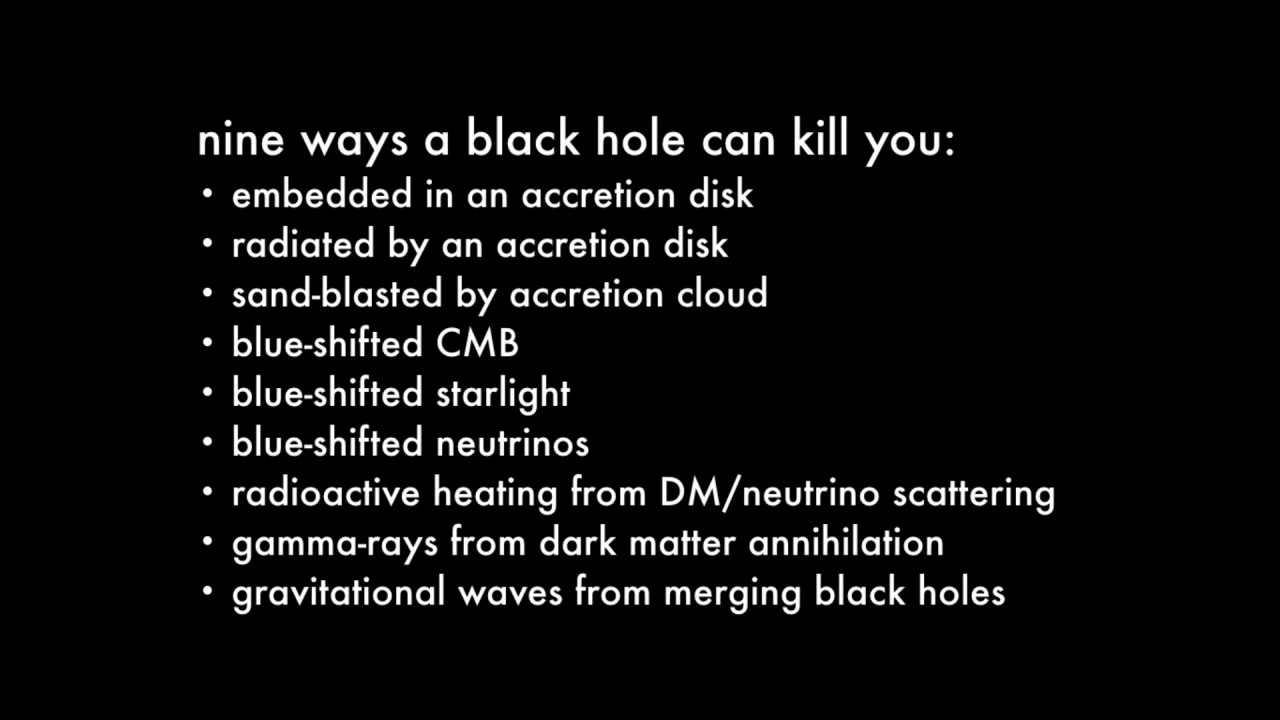 nine ways a black hole can kill you:
• embedded in an accretion disk
• radiated by an accretion disk
• sand-blasted by accretion cloud
• blue-shifted CMB
• blue-shifted starlight
• blue-shifted neutrinos
• radioactive heating from DM/neutrino scattering
• gamma-rays from dark matter annihilation
• gravitational waves from merging black holes